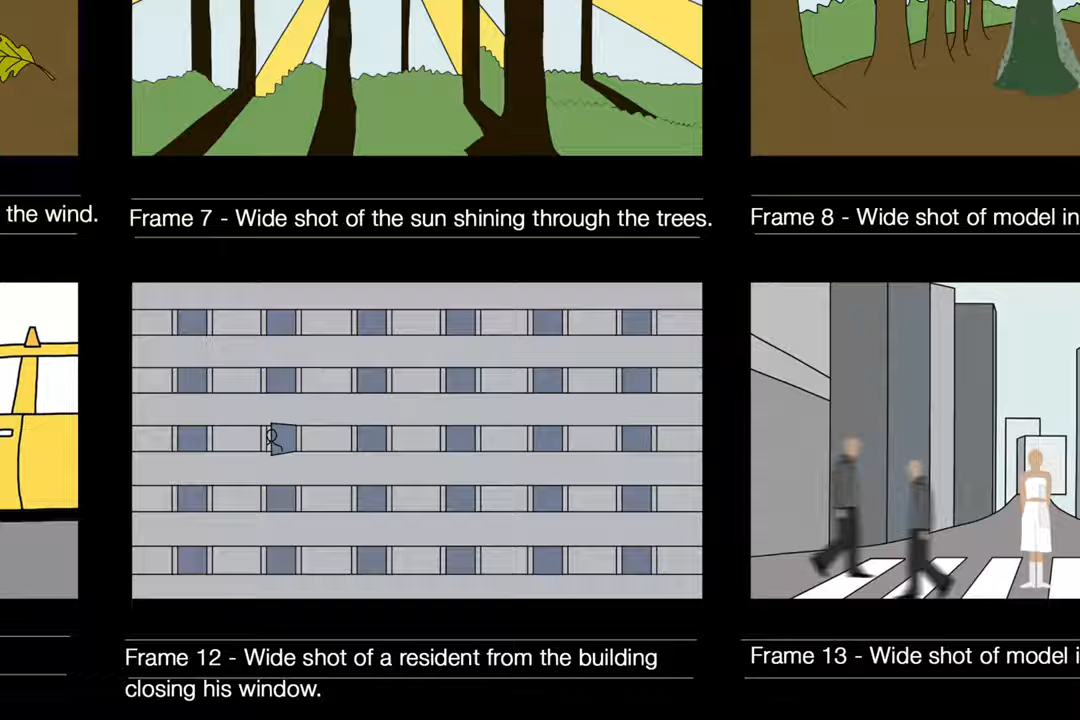 the wind.
Frame 7 - Wide shot of the sun shining through the trees.
Frame 8 - Wide shot of model in
Frame 12 - Wide shot of a resident from the building
closing his window.
Frame 13 - Wide shot of model i